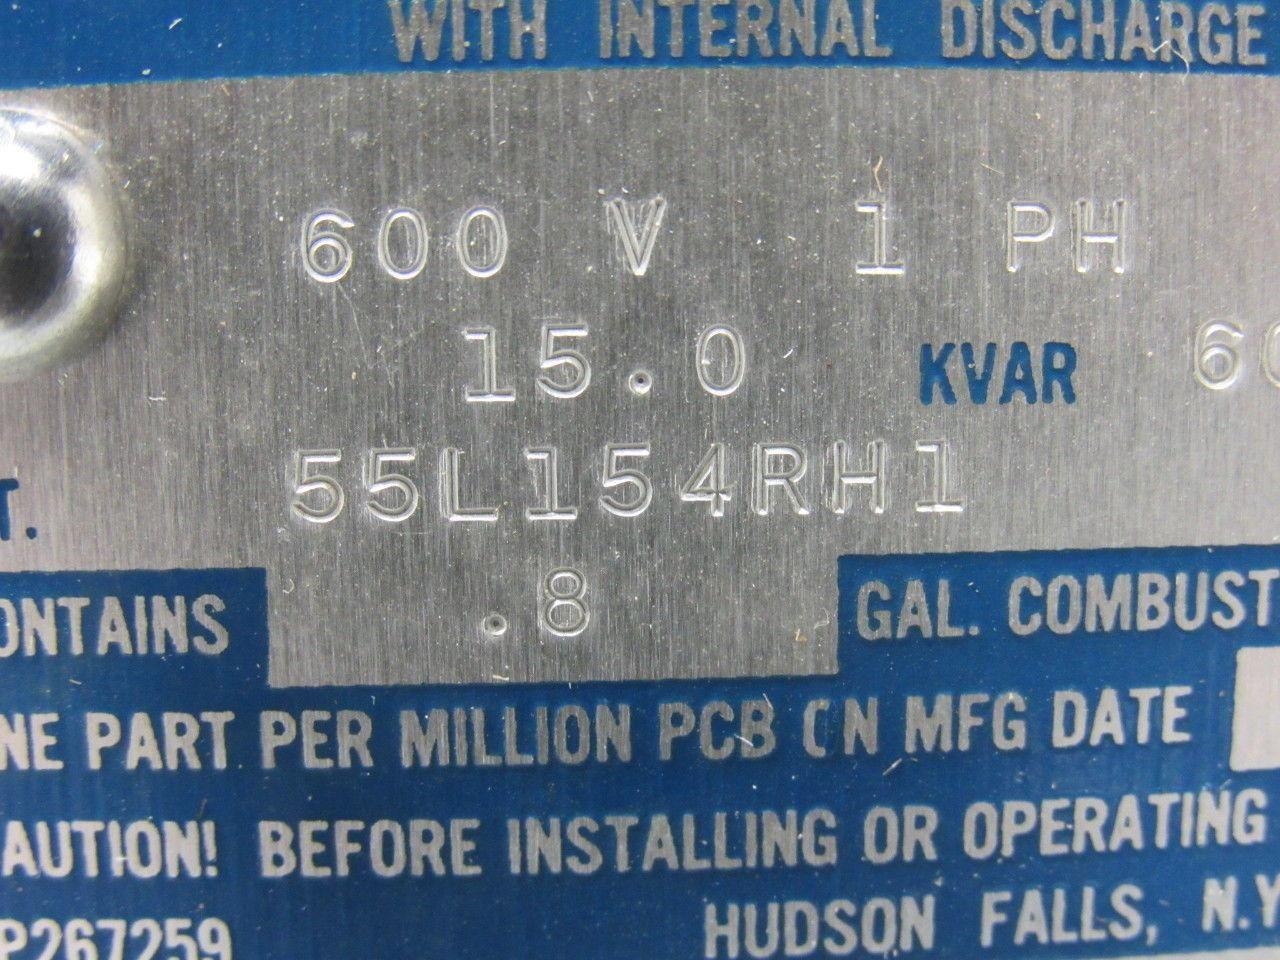 WITH INTERNAL DISCHARGE
600 V 1 PH
15.0 KVAR 60
T. 55L154RH1
ONTAINS .8 GAL. COMBUST
NE PART PER MILLION PCB ON MFG DATE
AUTION! BEFORE INSTALLING OR OPERATING
P267259 HUDSON FALLS, N.Y